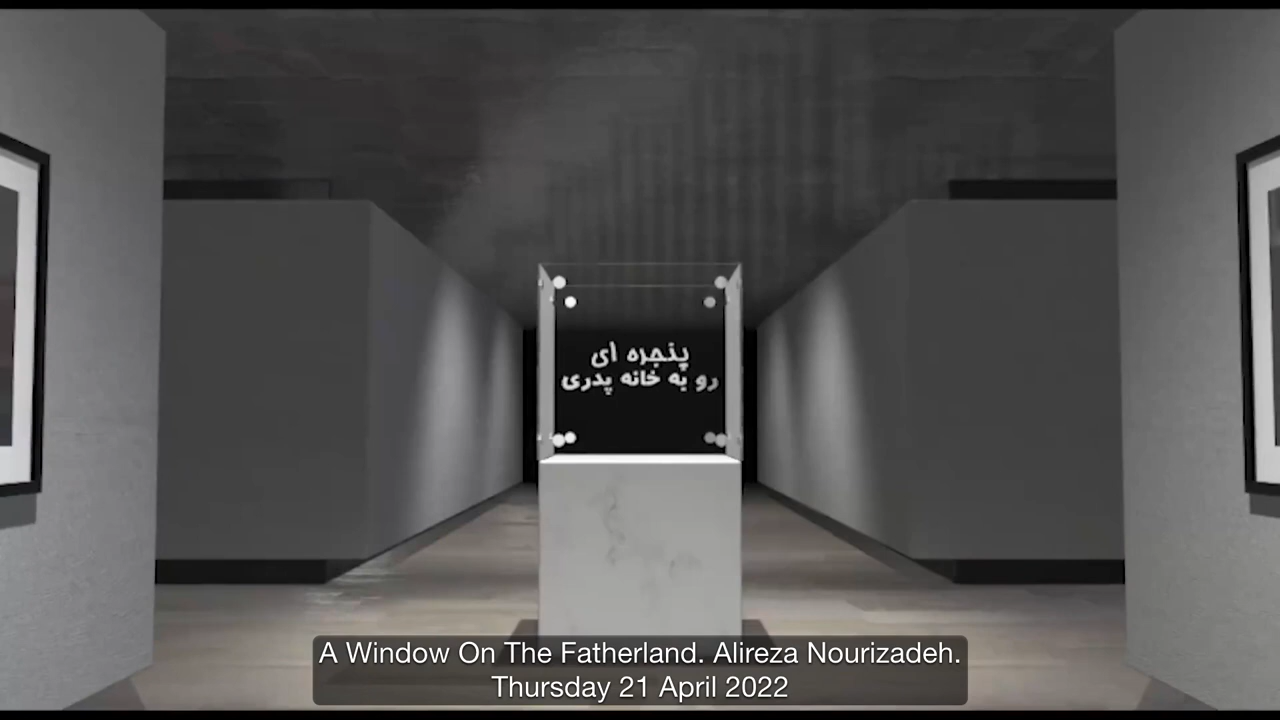 پنجره ای
رو به خانه پدری
A Window On The Fatherland. Alireza Nourizadeh.
Thursday 21 April 2022